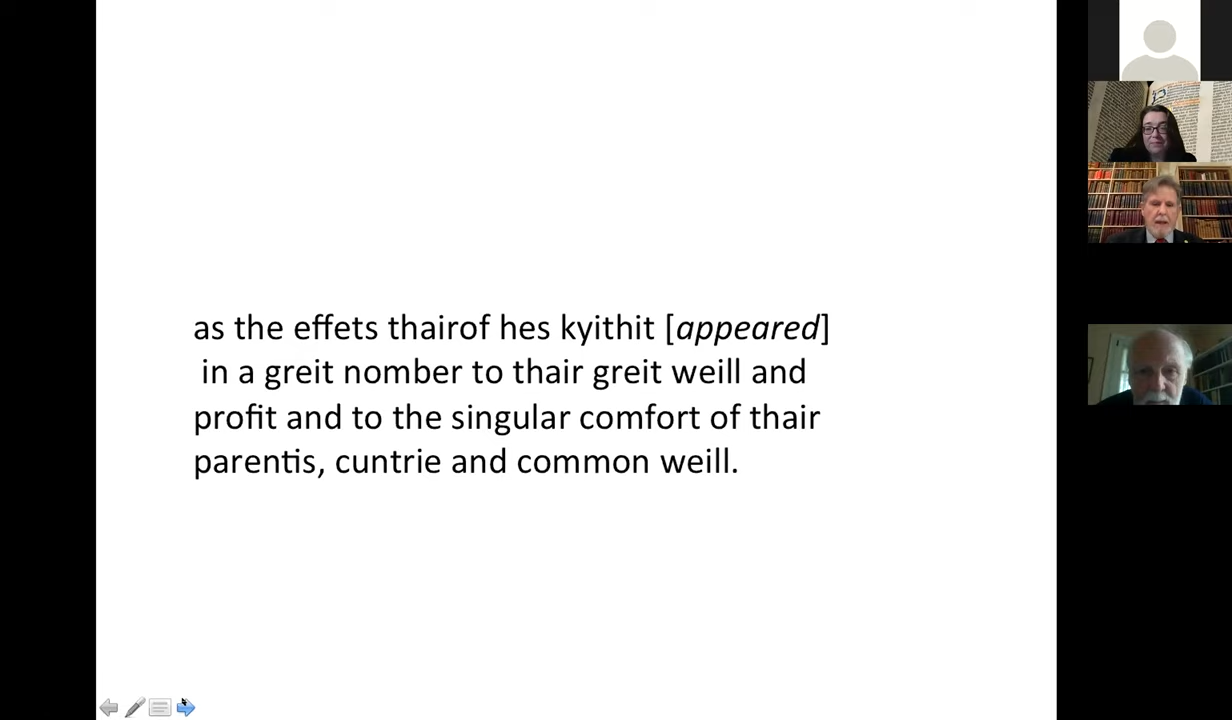 as the effets thairof hes kyithit [appeared]
in a greit nomber to thair greit weill and
profit and to the singular comfort of thair
parentis, cuntrie and common weill.